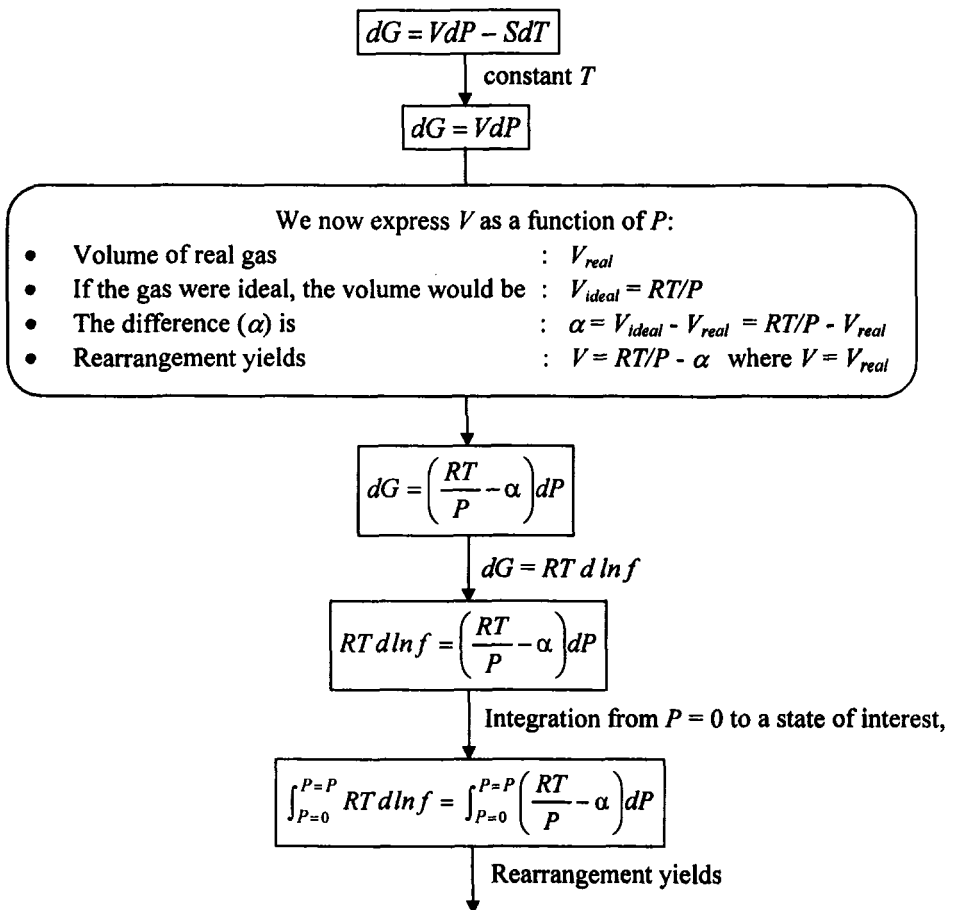 dG = VdP – SdT
constant T
dG = VdP
We now express V as a function of P:
• Volume of real gas : V_real
• If the gas were ideal, the volume would be : V_ideal = RT/P
• The difference (α) is : α = V_ideal - V_real = RT/P - V_real
• Rearrangement yields : V = RT/P - α where V = V_real
dG = (RT/P – α)dP
dG = RT d ln f
RT d ln f = (RT/P – α)dP
Integration from P = 0 to a state of interest,
∫_{P=0}^{P=P} RT d ln f = ∫_{P=0}^{P=P} (RT/P – α)dP
Rearrangement yields